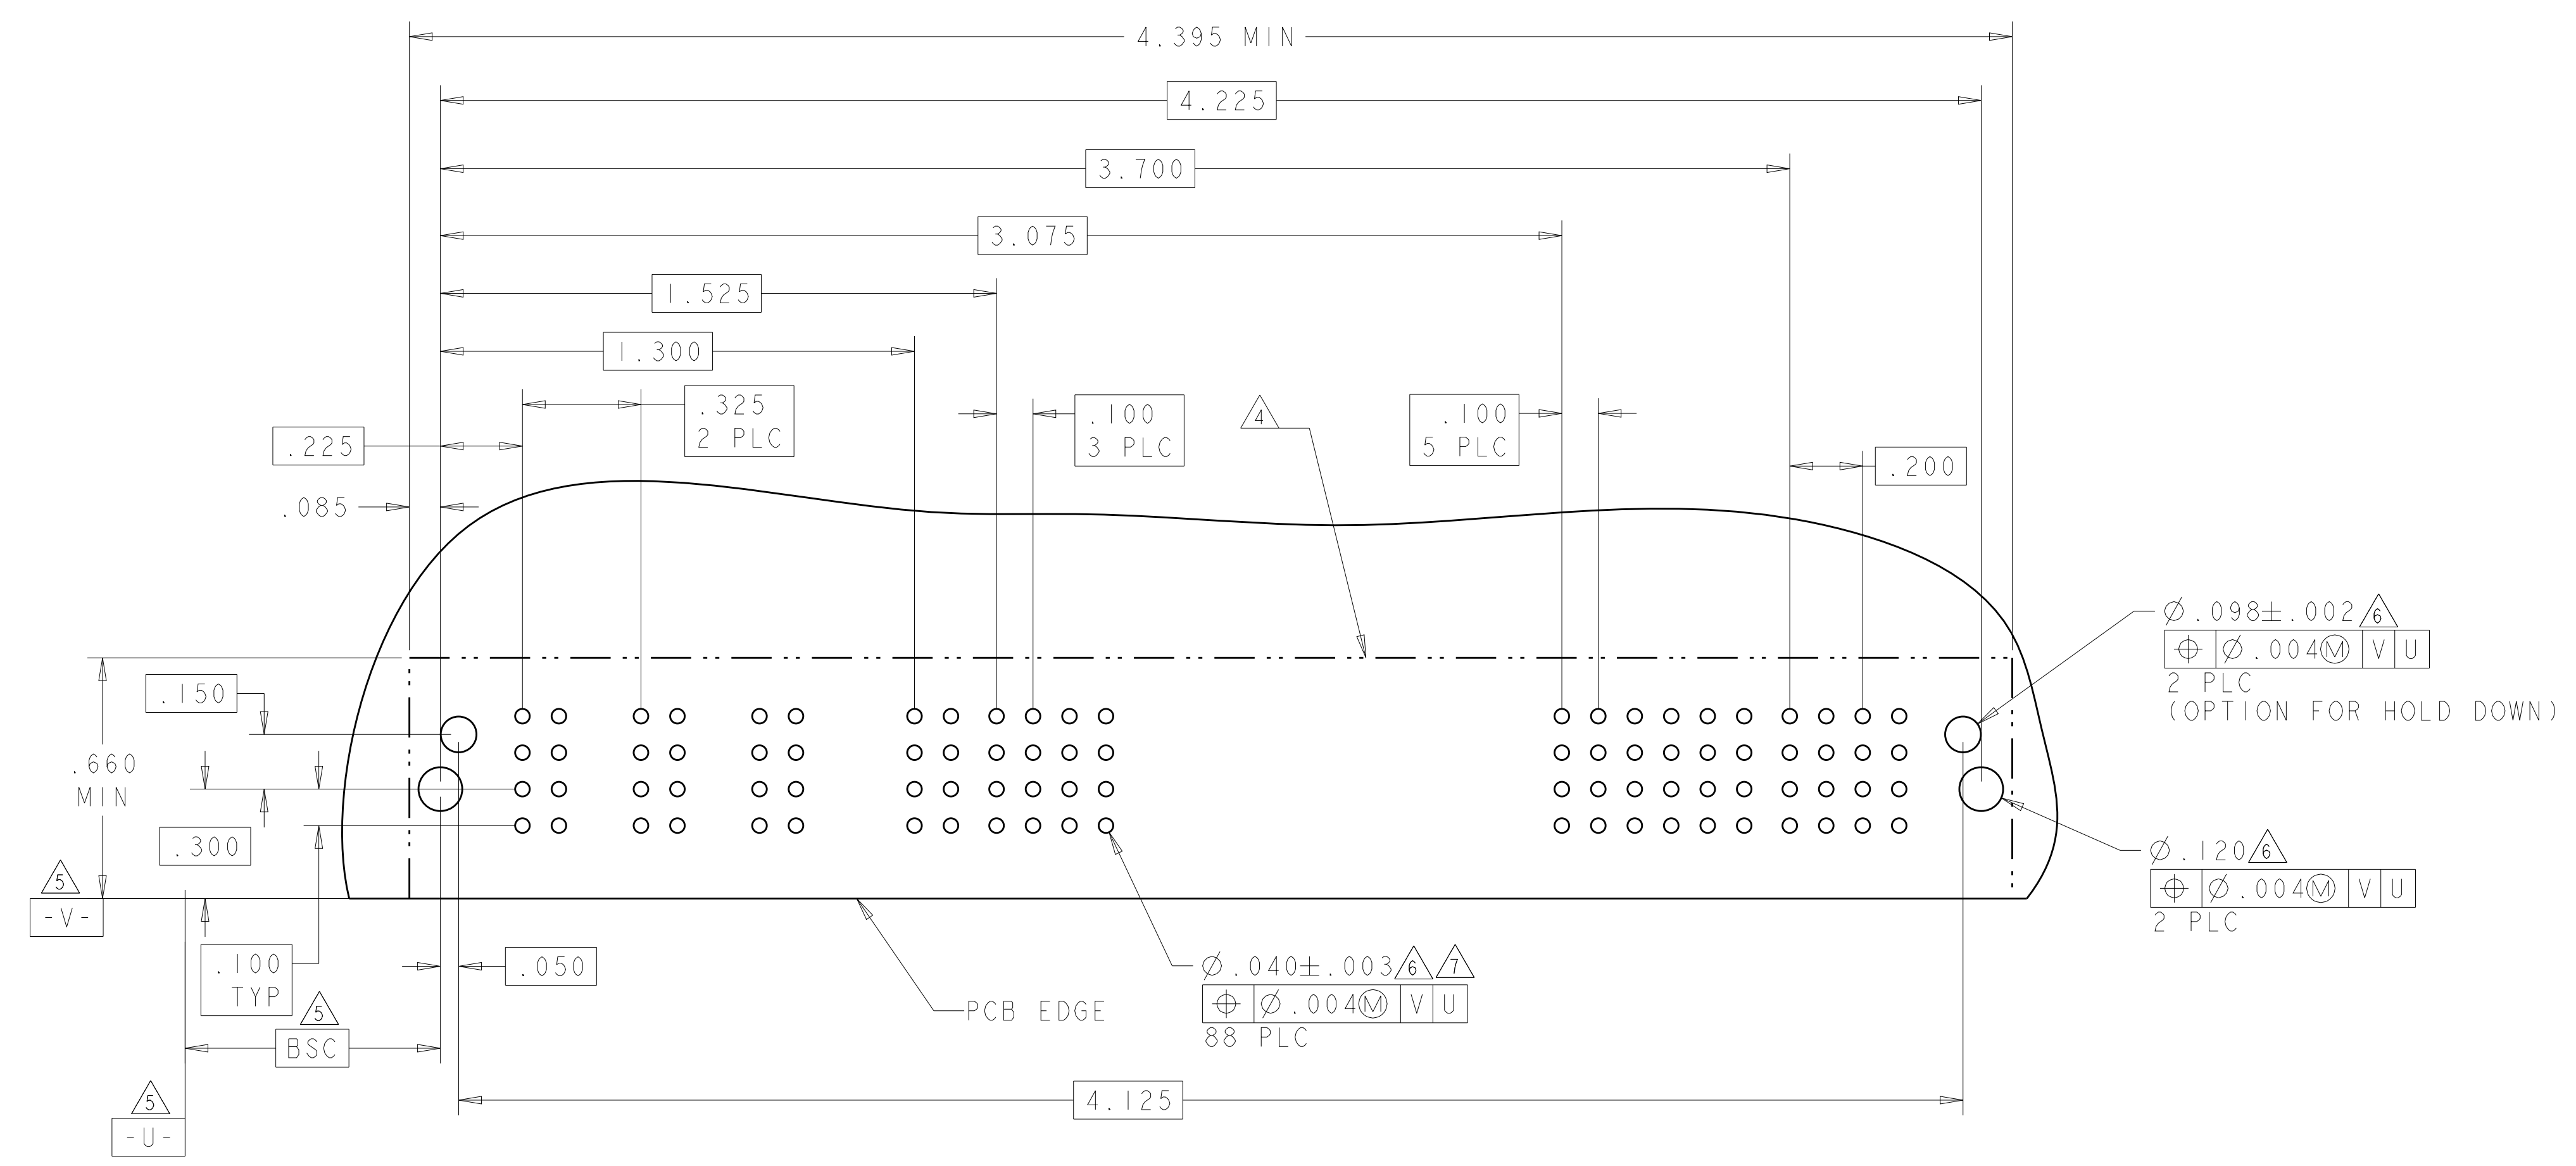 4.395 MIN
4.225
3.700
3.075
1.525
1.300
.325
2 PLC
.100
3 PLC
4
.100
5 PLC
.225
.200
.085
⌀.098±.002 6
⌖ ⌀.004Ⓜ V U
2 PLC
(OPTION FOR HOLD DOWN)
.150
.660
MIN
.300
⌀.120 6
⌖ ⌀.004Ⓜ V U
2 PLC
5
-V-
.100
TYP
.050
⌀.040±.003 6 7
⌖ ⌀.004Ⓜ V U
88 PLC
PCB EDGE
5
BSC
4.125
5
-U-